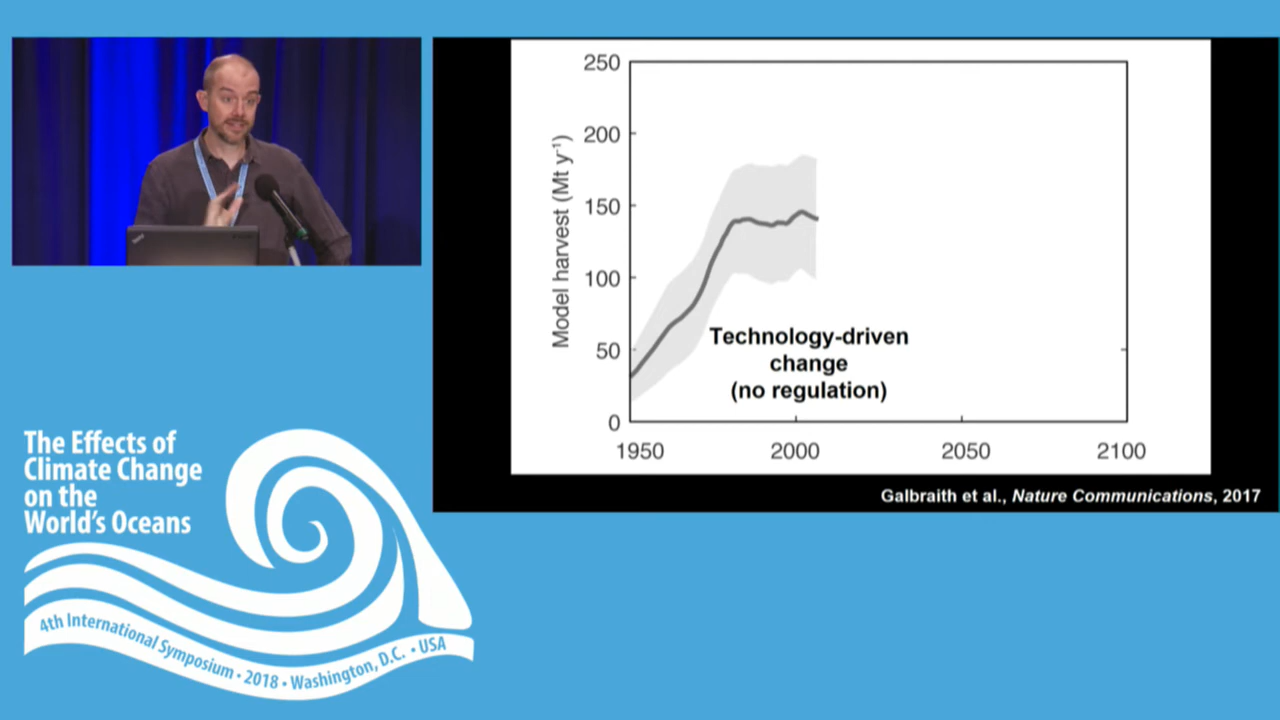 250
200
150
100
50
0
Model harvest (Mt y⁻¹)
Technology-driven
change
(no regulation)
1950 2000 2050 2100
Galbraith et al., Nature Communications, 2017
The Effects of
Climate Change
on the
World's Oceans
4th International Symposium • 2018 • Washington, D.C. • USA